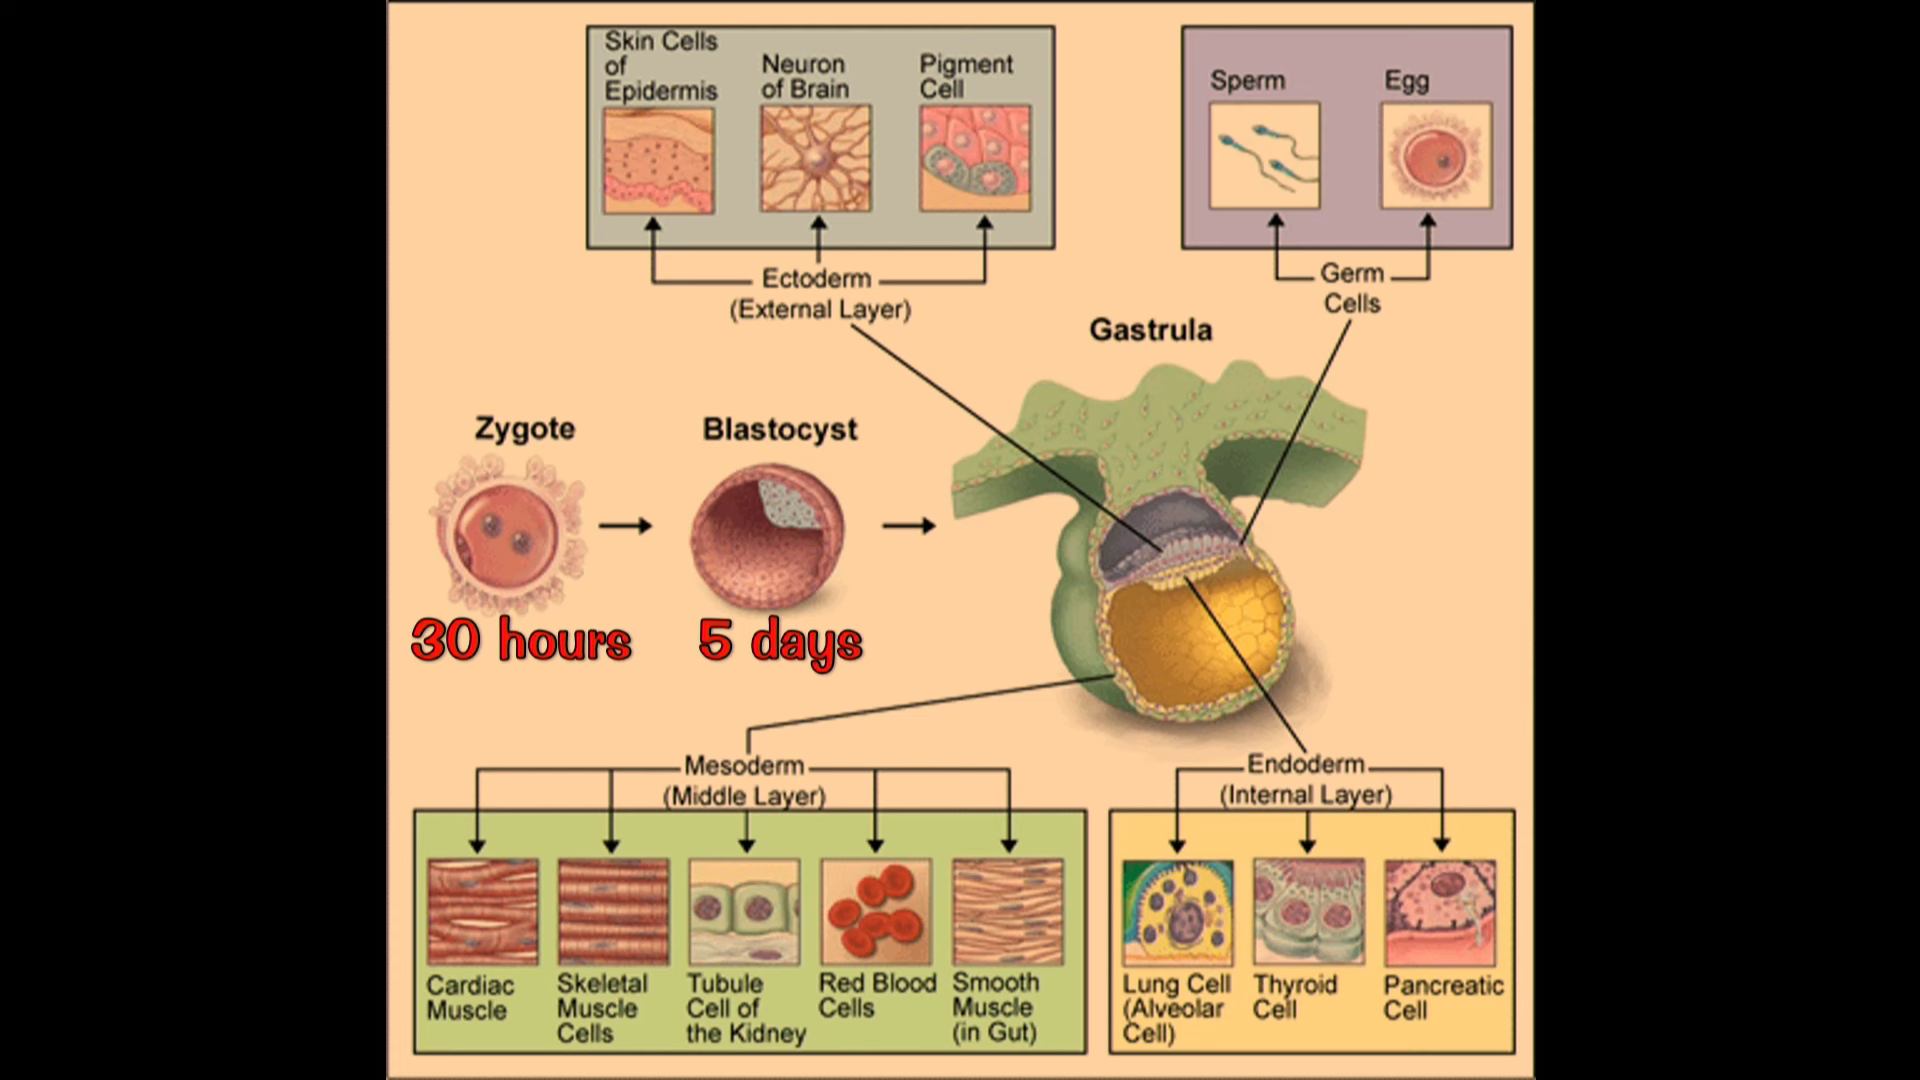 Skin Cells
of
Epidermis
Neuron
of Brain
Pigment
Cell
Sperm
Egg
Ectoderm
(External Layer)
Germ
Cells
Gastrula
Zygote
Blastocyst
30 hours
5 days
Mesoderm
(Middle Layer)
Endoderm
(Internal Layer)
Cardiac
Muscle
Skeletal
Muscle
Cells
Tubule
Cell of
the Kidney
Red Blood
Cells
Smooth
Muscle
(in Gut)
Lung Cell
(Alveolar
Cell)
Thyroid
Cell
Pancreatic
Cell